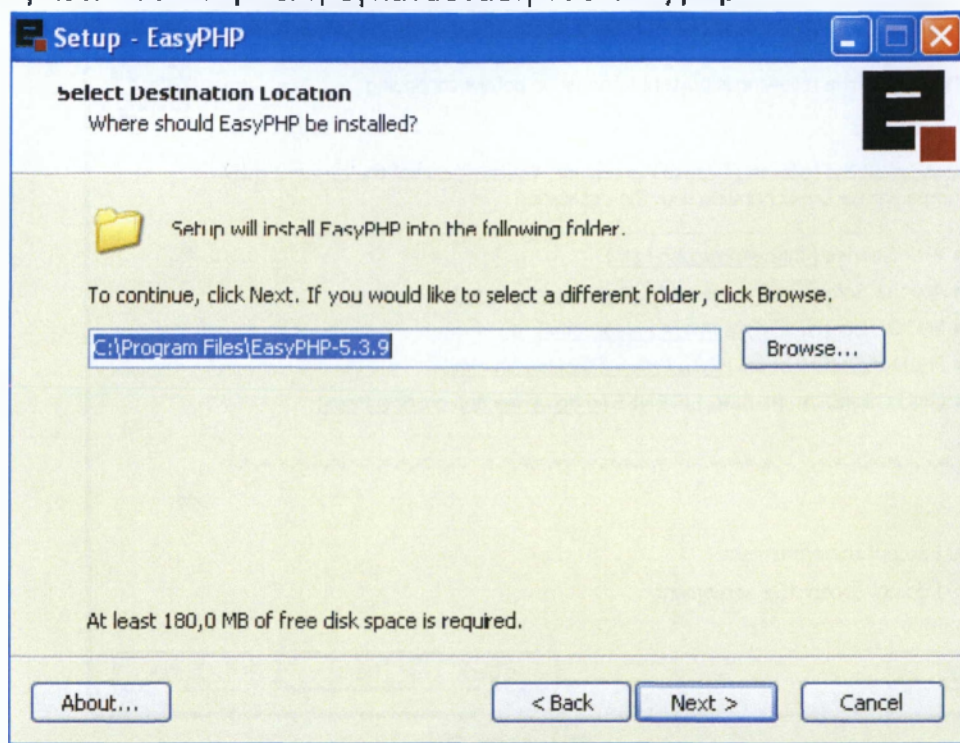 Setup - EasyPHP
Select Destination Location
Where should EasyPHP be installed?
Setup will install EasyPHP into the following folder.
To continue, click Next. If you would like to select a different folder, click Browse.
C:\Program Files\EasyPHP-5.3.9
Browse...
At least 180,0 MB of free disk space is required.
About...
< Back
Next >
Cancel